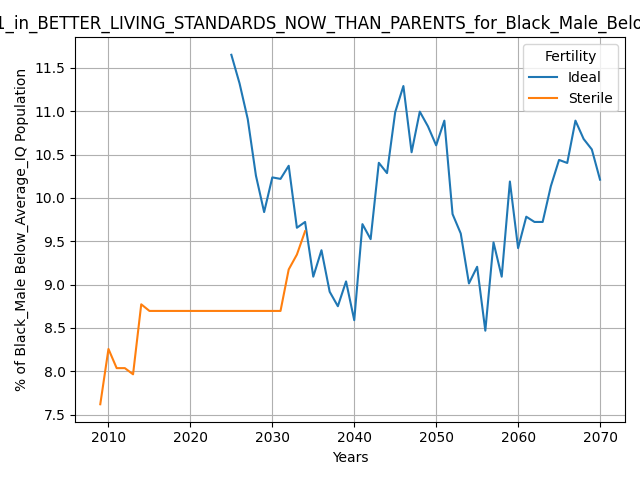 1_in_BETTER_LIVING_STANDARDS_NOW_THAN_PARENTS_for_Black_Male_Belo
Fertility
Ideal
Sterile
% of Black_Male Below_Average_IQ Population
11.5
11.0
10.5
10.0
9.5
9.0
8.5
8.0
7.5
2010 2020 2030 2040 2050 2060 2070
Years